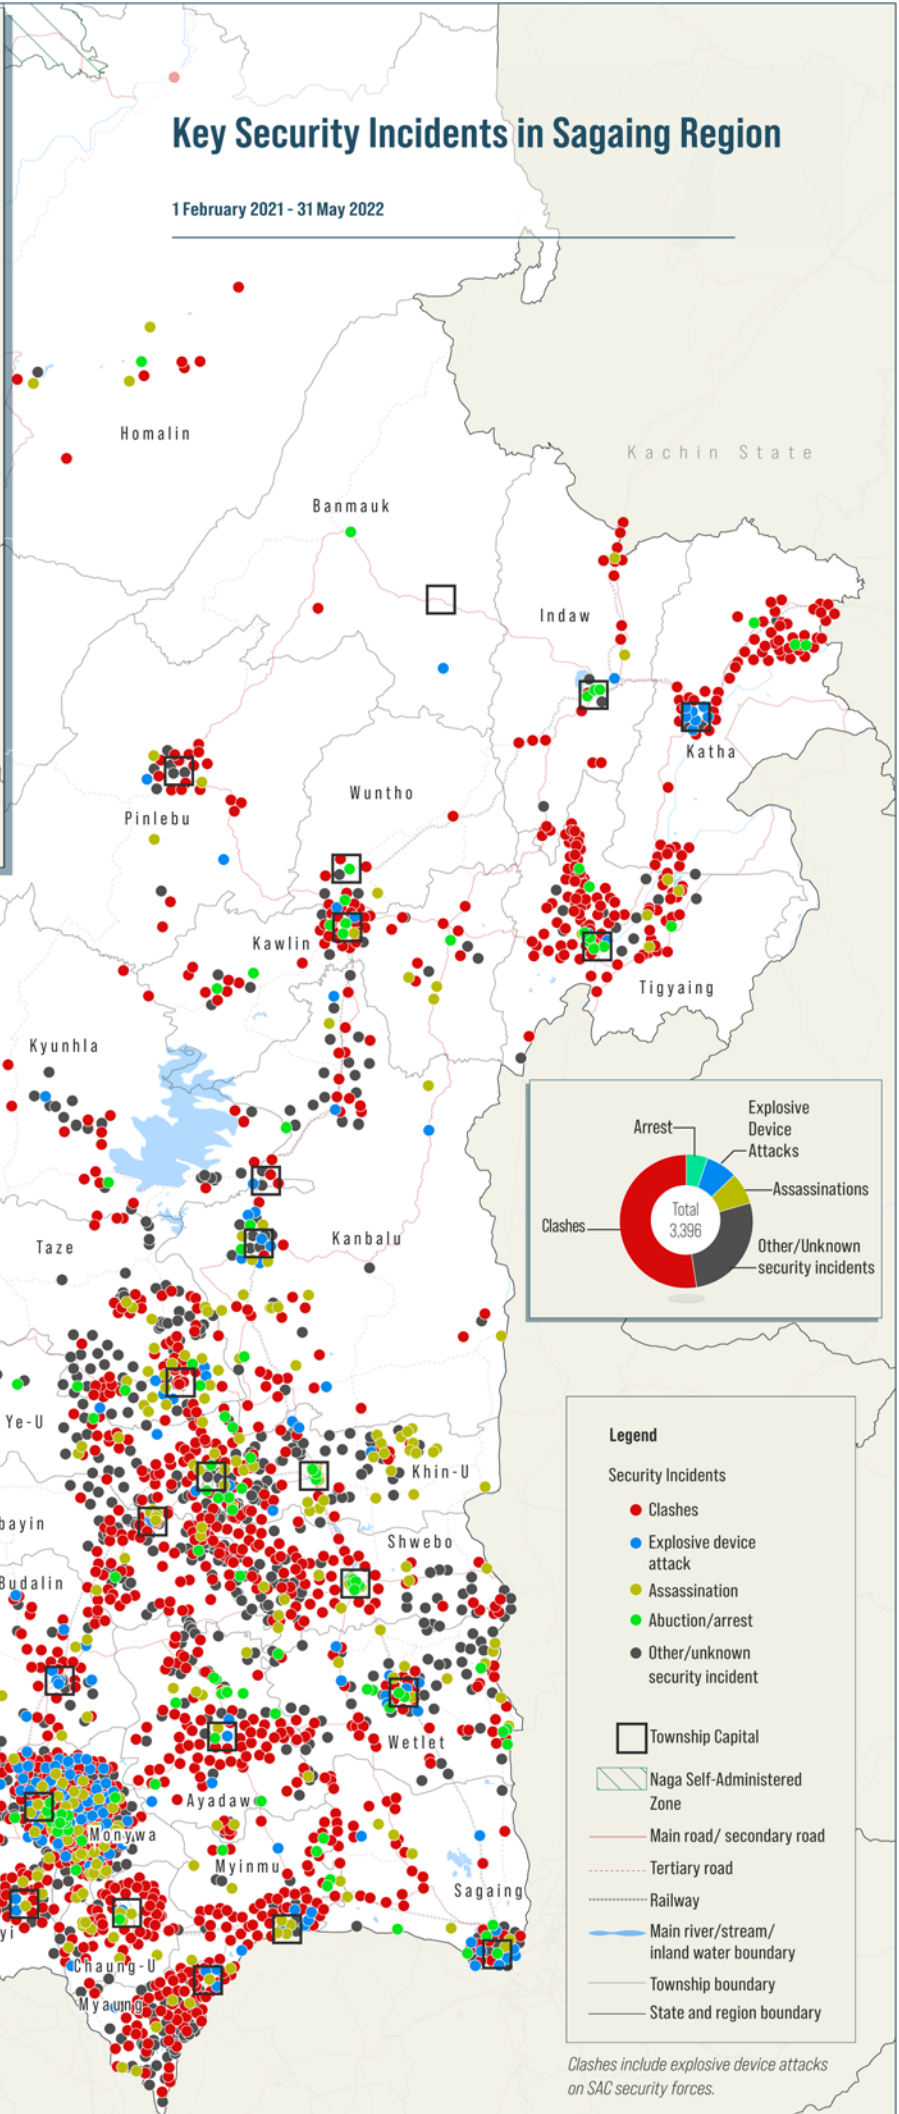 Key Security Incidents in Sagaing Region
1 February 2021 - 31 May 2022
Homalin
Kachin State
Banmauk
Indaw
Katha
Wuntho
Pinlebu
Kawlin
Tigyaing
Kyunhla
Arrest
Explosive
Device
Attacks
Assassinations
Total
3,396
Clashes
Other/Unknown
security incidents
Kanbalu
Taze
Ye-U
Khin-U
bayin
Shwebo
Budalin
Wetlet
Ayadaw
Monywa
Myinmu
Sagaing
yi
Chaung-U
Myaung
Legend
Security Incidents
Clashes
Explosive device
attack
Assassination
Abuction/arrest
Other/unknown
security incident
Township Capital
Naga Self-Administered
Zone
Main road/ secondary road
Tertiary road
Railway
Main river/stream/
inland water boundary
Township boundary
State and region boundary
Clashes include explosive device attacks
on SAC security forces.